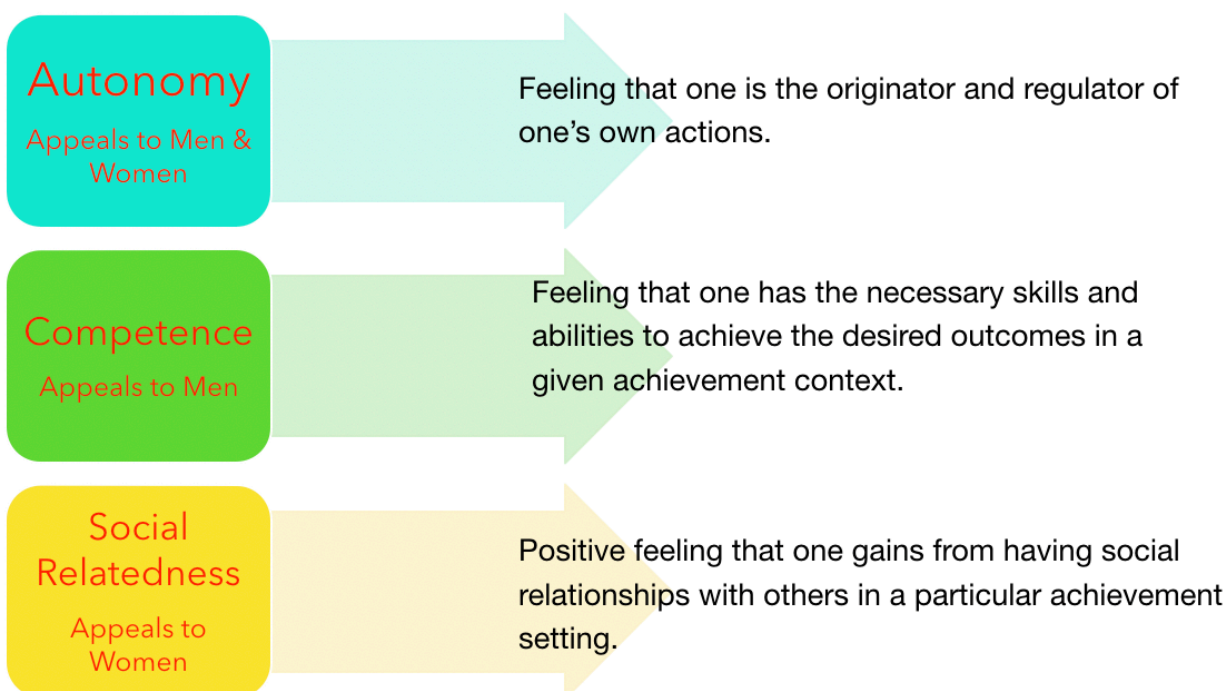 Autonomy
Appeals to Men &
Women
Feeling that one is the originator and regulator of
one’s own actions.
Competence
Appeals to Men
Feeling that one has the necessary skills and
abilities to achieve the desired outcomes in a
given achievement context.
Social
Relatedness
Appeals to
Women
Positive feeling that one gains from having social
relationships with others in a particular achievement
setting.